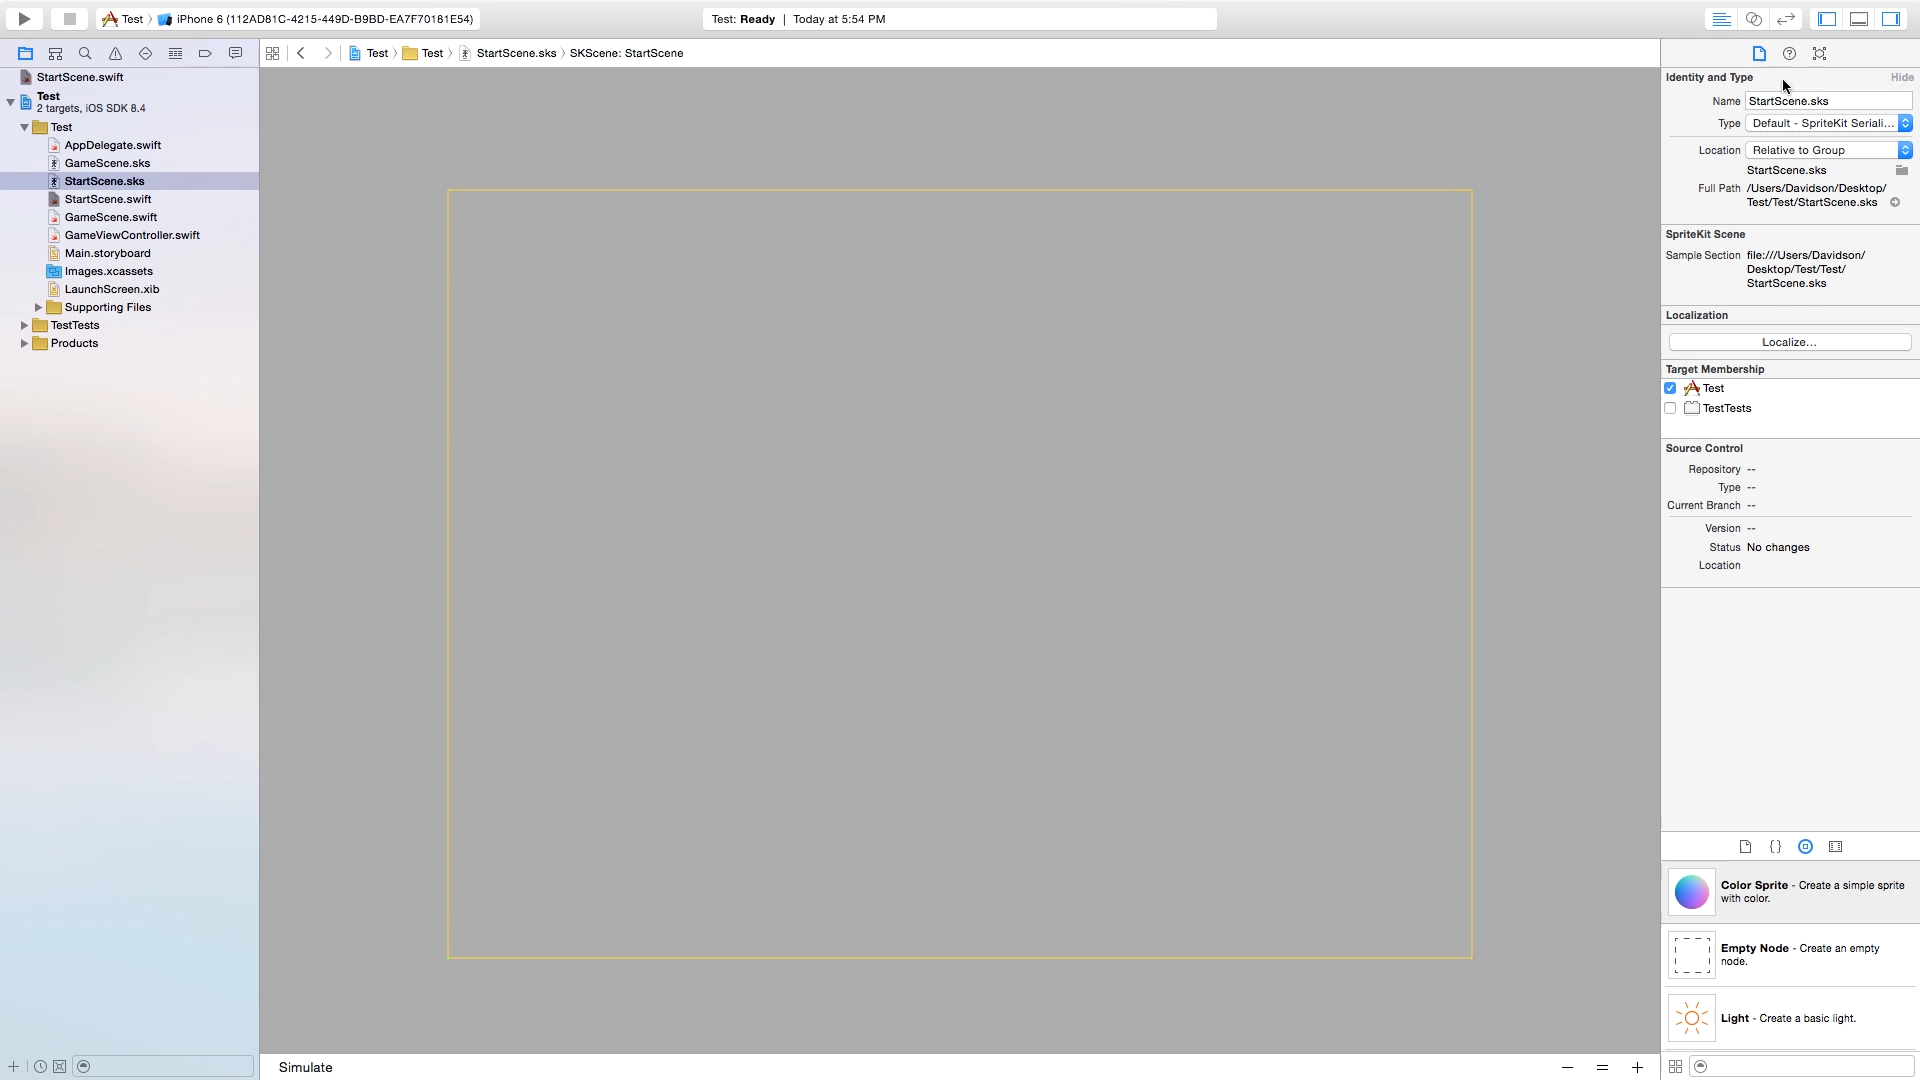 Test 〉 iPhone 6 (112AD81C-4215-449D-B9BD-EA7F70181E54)
Test: Ready | Today at 5:54 PM
Test 〉 Test 〉 StartScene.sks 〉 SKScene: StartScene
StartScene.swift
Test
2 targets, iOS SDK 8.4
Test
AppDelegate.swift
GameScene.sks
StartScene.sks
StartScene.swift
GameScene.swift
GameViewController.swift
Main.storyboard
Images.xcassets
LaunchScreen.xib
Supporting Files
TestTests
Products
Simulate
Identity and Type Hide
Name StartScene.sks
Type Default - SpriteKit Seriali...
Location Relative to Group
StartScene.sks
Full Path /Users/Davidson/Desktop/
Test/Test/StartScene.sks
SpriteKit Scene
Sample Section file:///Users/Davidson/
Desktop/Test/Test/
StartScene.sks
Localization
Localize...
Target Membership
Test
TestTests
Source Control
Repository --
Type --
Current Branch --
Version --
Status No changes
Location
{}
Color Sprite - Create a simple sprite
with color.
Empty Node - Create an empty
node.
Light - Create a basic light.